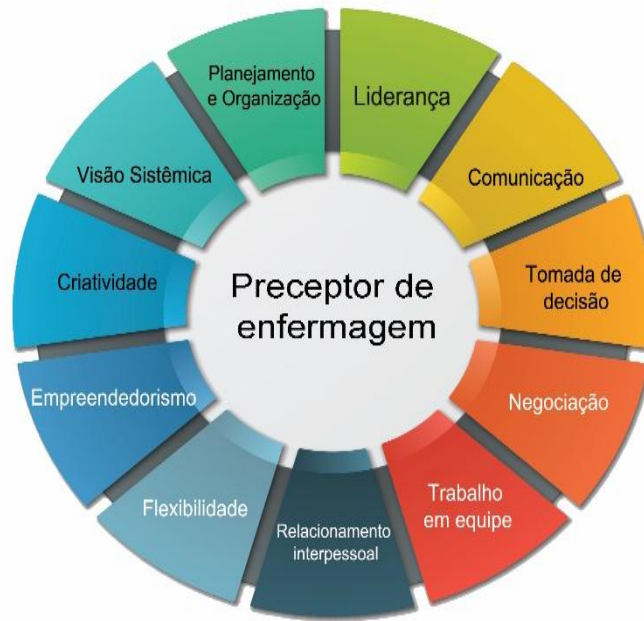 Preceptor de
enfermagem
Planejamento
e Organização
Liderança
Comunicação
Tomada de
decisão
Negociação
Trabalho
em equipe
Relacionamento
interpessoal
Flexibilidade
Empreendedorismo
Criatividade
Visão Sistêmica